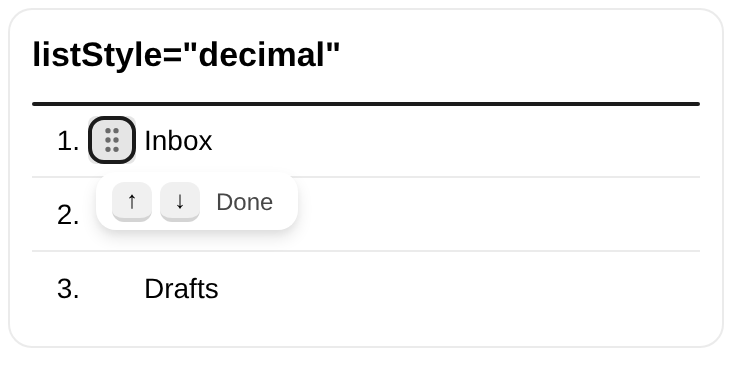 listStyle="decimal"
1. Inbox
2. ↑ ↓ Done
3. Drafts